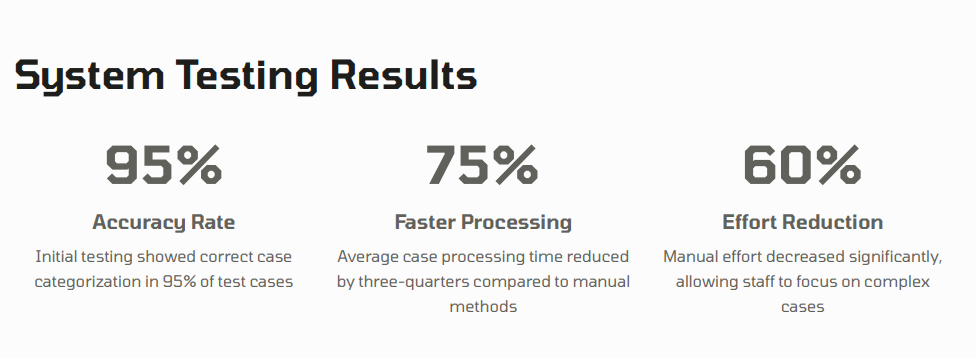 System Testing Results
95%
Accuracy Rate
Initial testing showed correct case
categorization in 95% of test cases
75%
Faster Processing
Average case processing time reduced
by three-quarters compared to manual
methods
60%
Effort Reduction
Manual effort decreased significantly,
allowing staff to focus on complex
cases